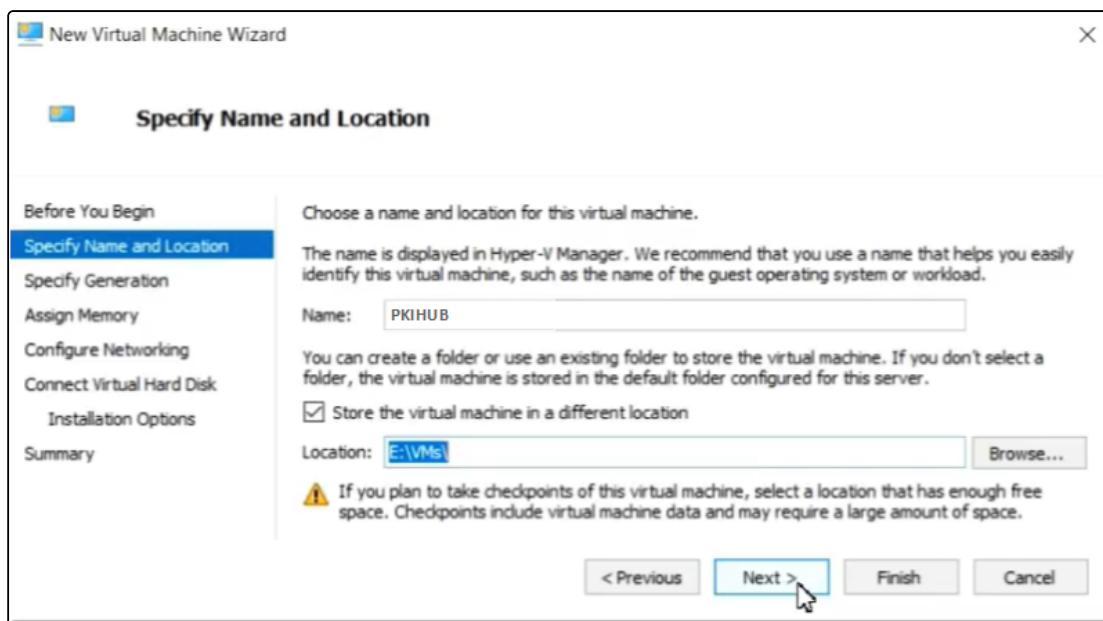 New Virtual Machine Wizard
Specify Name and Location
Before You Begin
Specify Name and Location
Specify Generation
Assign Memory
Configure Networking
Connect Virtual Hard Disk
Installation Options
Summary
Choose a name and location for this virtual machine.
The name is displayed in Hyper-V Manager. We recommend that you use a name that helps you easily
identify this virtual machine, such as the name of the guest operating system or workload.
Name: PKIHUB
You can create a folder or use an existing folder to store the virtual machine. If you don't select a
folder, the virtual machine is stored in the default folder configured for this server.
Store the virtual machine in a different location
Location: E:\VMs\ Browse...
If you plan to take checkpoints of this virtual machine, select a location that has enough free
space. Checkpoints include virtual machine data and may require a large amount of space.
< Previous Next > Finish Cancel